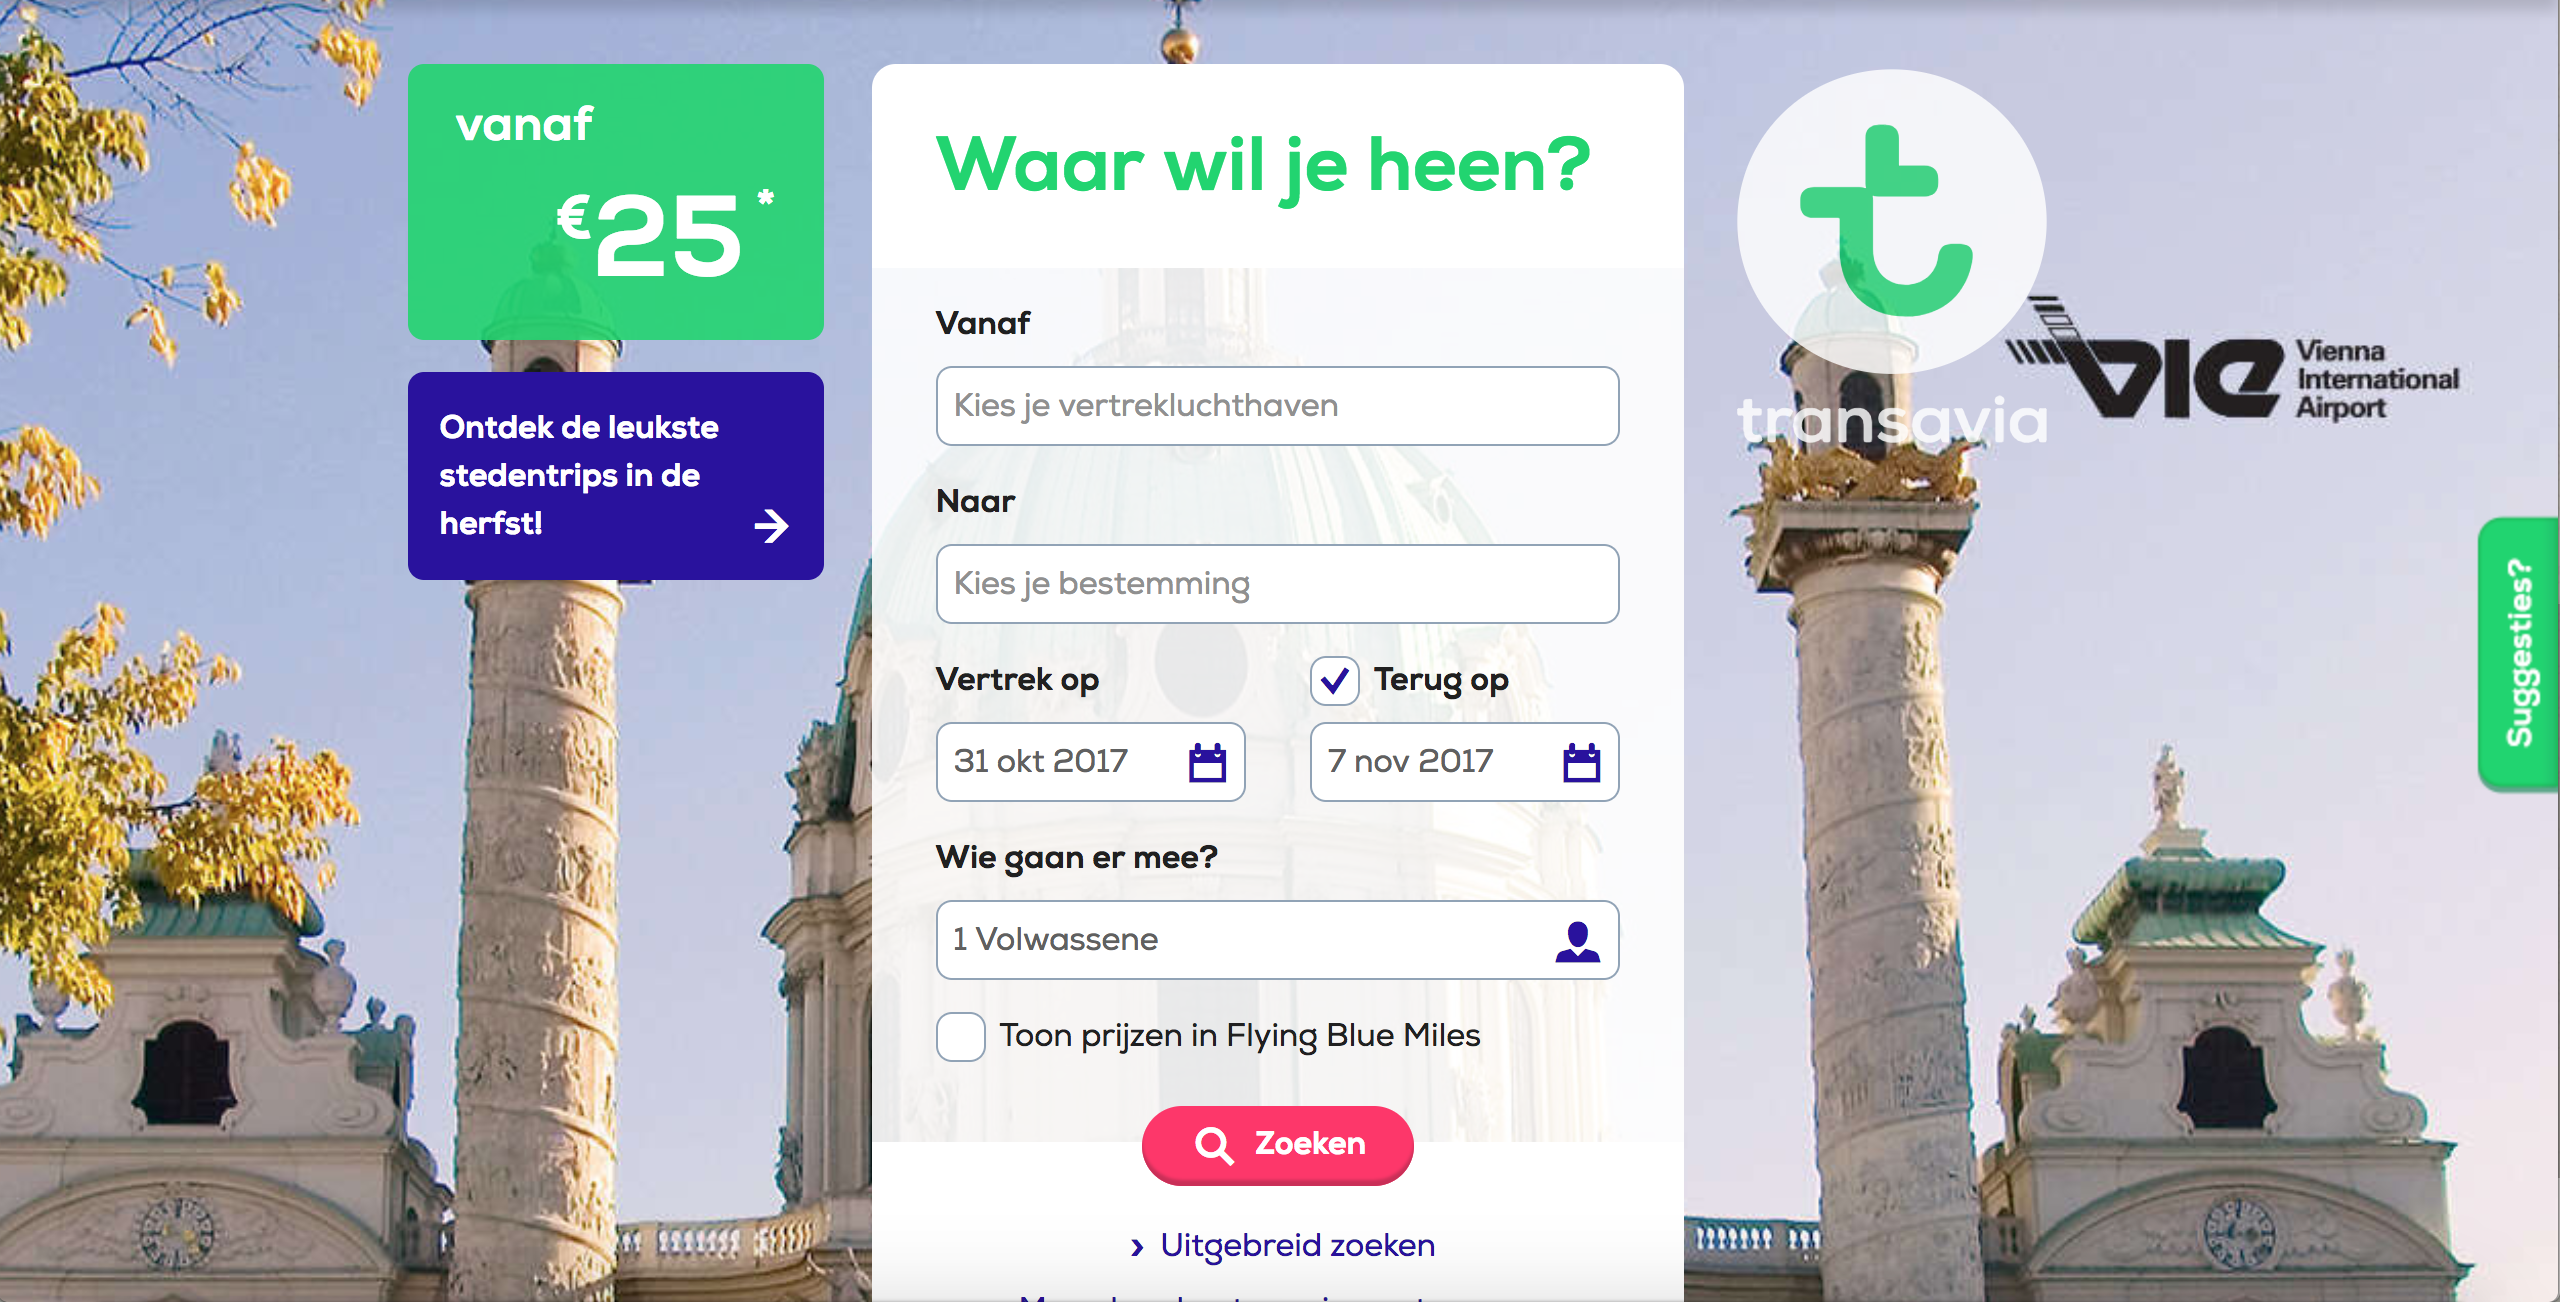 vanaf
€25*
Ontdek de leukste
stedentrips in de
herfst!
Waar wil je heen?
Vanaf
Kies je vertrekluchthaven
Naar
Kies je bestemming
Vertrek op
Terug op
31 okt 2017
7 nov 2017
Wie gaan er mee?
1 Volwassene
Toon prijzen in Flying Blue Miles
Zoeken
› Uitgebreid zoeken
transavia
VIE
Vienna
International
Airport
Suggesties?